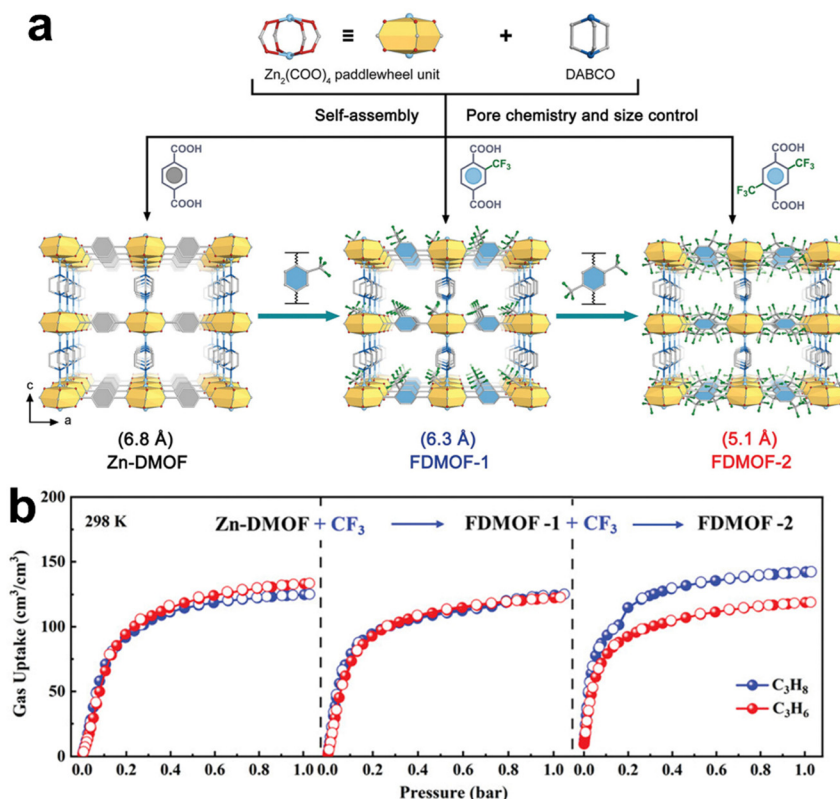 a
≡
+
Zn₂(COO)₄ paddlewheel unit
DABCO
Self-assembly
Pore chemistry and size control
COOH
COOH
COOH
CF₃
COOH
COOH
CF₃
F₃C
COOH
c
a
(6.8 Å)
Zn-DMOF
(6.3 Å)
FDMOF-1
(5.1 Å)
FDMOF-2
b
298 K
Zn-DMOF + CF₃ → FDMOF -1 + CF₃ → FDMOF -2
Gas Uptake (cm³/cm³)
200
150
100
50
0
C₃H₈
C₃H₆
0.0 0.2 0.4 0.6 0.8 1.0 0.0 0.2 0.4 0.6 0.8 1.0 0.0 0.2 0.4 0.6 0.8 1.0
Pressure (bar)